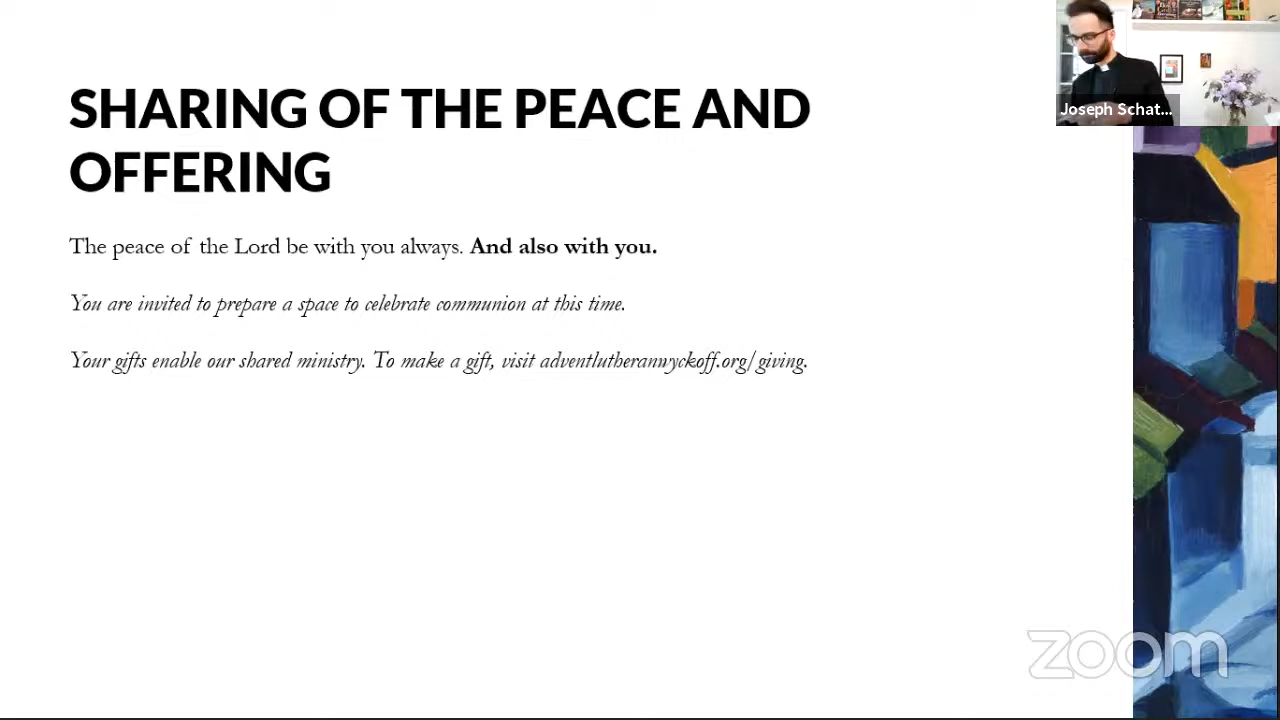 SHARING OF THE PEACE AND
OFFERING
The peace of the Lord be with you always. And also with you.
You are invited to prepare a space to celebrate communion at this time.
Your gifts enable our shared ministry. To make a gift, visit adventlutheranwyckoff.org/giving.
Joseph Schat...
zoom